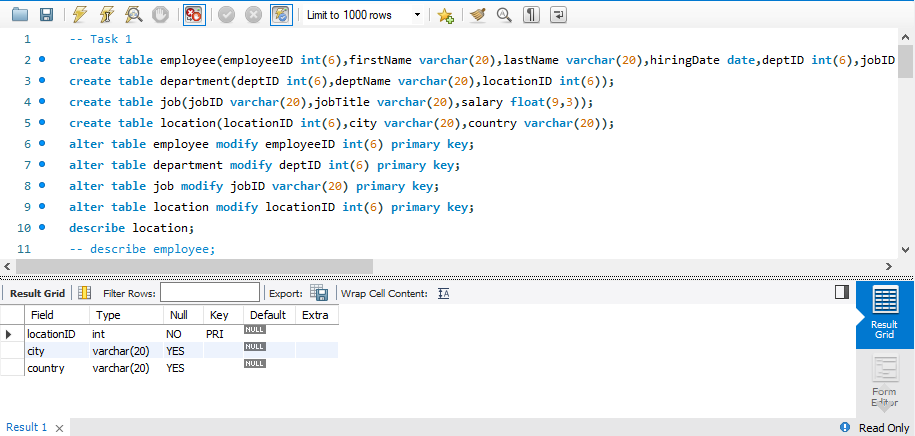 Limit to 1000 rows
1 -- Task 1
2 create table employee(employeeID int(6),firstName varchar(20),lastName varchar(20),hiringDate date,deptID int(6),jobID
3 create table department(deptID int(6),deptName varchar(20),locationID int(6));
4 create table job(jobID varchar(20),jobTitle varchar(20),salary float(9,3));
5 create table location(locationID int(6),city varchar(20),country varchar(20));
6 alter table employee modify employeeID int(6) primary key;
7 alter table department modify deptID int(6) primary key;
8 alter table job modify jobID varchar(20) primary key;
9 alter table location modify locationID int(6) primary key;
10 describe location;
11 -- describe employee;
Result Grid Filter Rows: Export: Wrap Cell Content: IA
Field Type Null Key Default Extra
locationID int NO PRI NULL
city varchar(20) YES NULL
country varchar(20) YES NULL
Result
Grid
Form
Editor
Result 1 Read Only